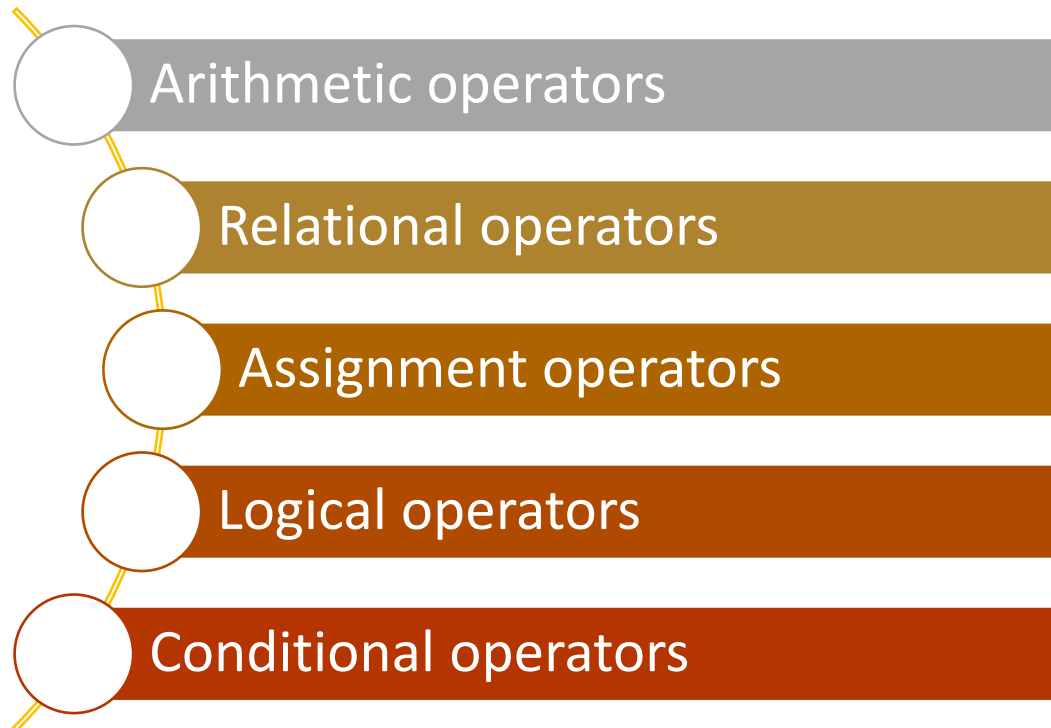 Arithmetic operators
Relational operators
Assignment operators
Logical operators
Conditional operators